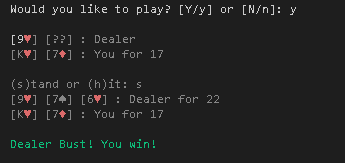 Would you like to play? [Y/y] or [N/n]: y
[9♥] [??] : Dealer
[K♥] [7♦] : You for 17
(s)tand or (h)it: s
[9♥] [7♠] [6♥] : Dealer for 22
[K♥] [7♦] : You for 17
Dealer Bust! You win!